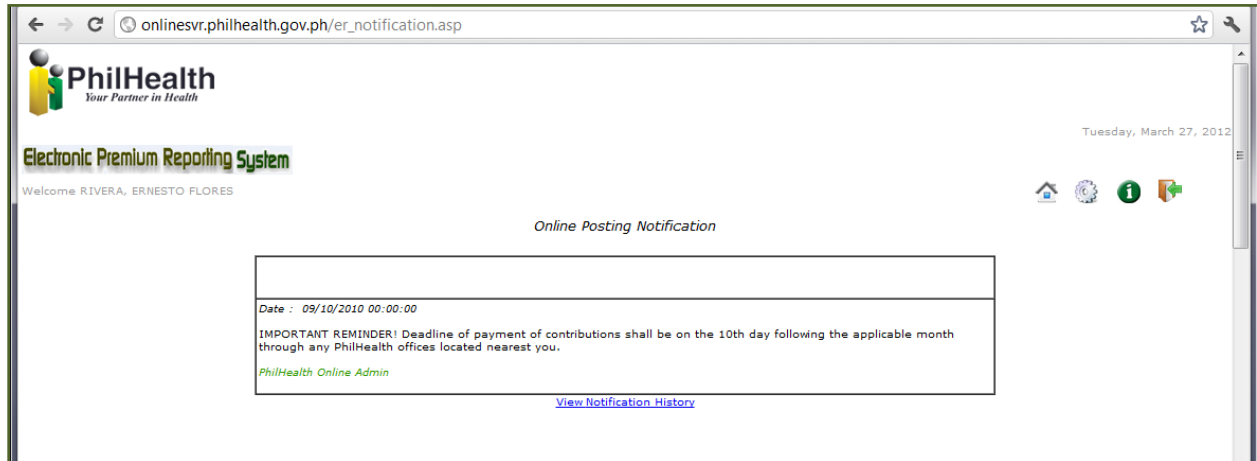 onlinesvr.philhealth.gov.ph/er_notification.asp
PhilHealth
Your Partner in Health
Tuesday, March 27, 2012
Electronic Premium Reporting System
Welcome RIVERA, ERNESTO FLORES
Online Posting Notification
Date : 09/10/2010 00:00:00
IMPORTANT REMINDER! Deadline of payment of contributions shall be on the 10th day following the applicable month
through any PhilHealth offices located nearest you.
PhilHealth Online Admin
View Notification History